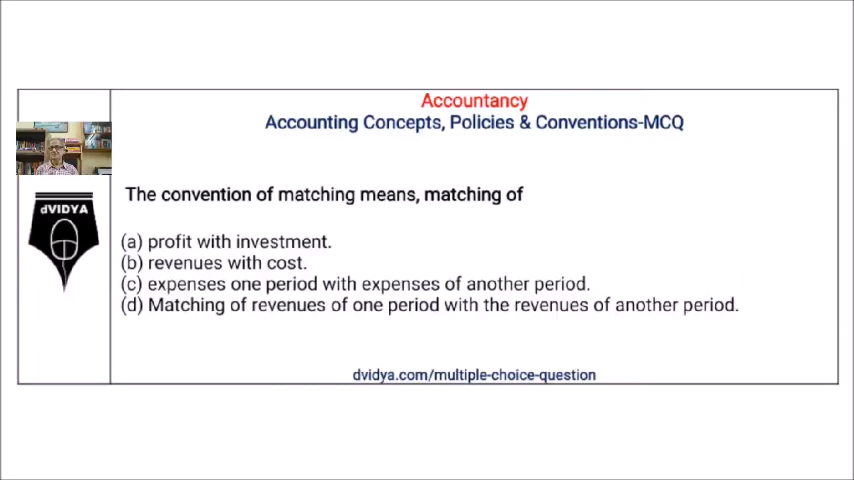 Accountancy
Accounting Concepts, Policies & Conventions-MCQ
The convention of matching means, matching of
dVIDYA
(a) profit with investment.
(b) revenues with cost.
(c) expenses one period with expenses of another period.
(d) Matching of revenues of one period with the revenues of another period.
dvidya.com/multiple-choice-question